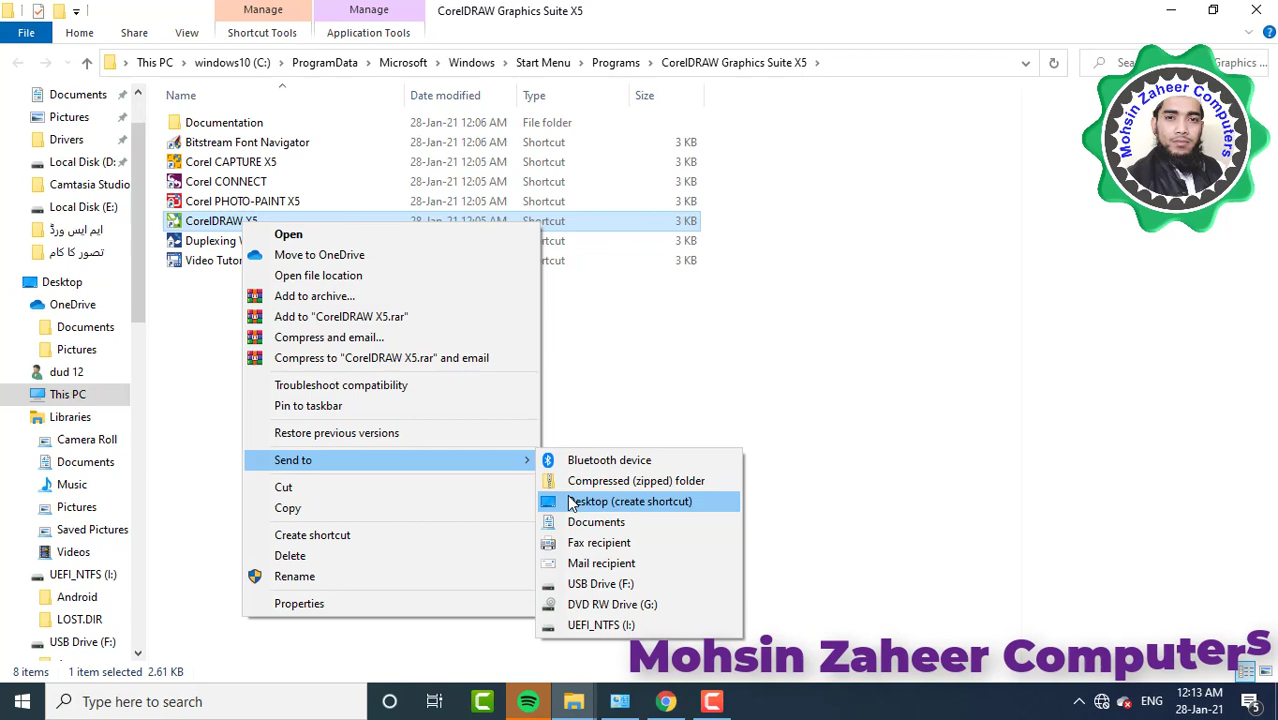 Manage
Manage
CorelDRAW Graphics Suite X5
File
Home
Share
View
Shortcut Tools
Application Tools
This PC
windows10 (C:)
ProgramData
Microsoft
Windows
Start Menu
Programs
CorelDRAW Graphics Suite X5
Graphics ...
Mohsin Zaheer Computers
Documents
Pictures
Drivers
Local Disk (D:
Camtasia Studio
Local Disk (E:)
ایم ایس ورڈ
تصور کا کام
Desktop
OneDrive
Documents
Pictures
dud 12
This PC
Libraries
Camera Roll
Documents
Music
Pictures
Saved Pictures
Videos
UEFI_NTFS (I:)
Android
LOST.DIR
USB Drive (F:)
Name
Date modified
Type
Size
Documentation
28-Jan-21 12:06 AM
File folder
Bitstream Font Navigator
28-Jan-21 12:06 AM
Shortcut
3 KB
Corel CAPTURE X5
28-Jan-21 12:05 AM
Shortcut
3 KB
Corel CONNECT
28-Jan-21 12:05 AM
Shortcut
3 KB
Corel PHOTO-PAINT X5
28-Jan-21 12:05 AM
Shortcut
3 KB
CorelDRAW X5
28-Jan-21 12:05 AM
Shortcut
3 KB
Duplexing
3 KB
Video
3 KB
Open
Move to OneDrive
Open file location
Add to archive...
Add to "CorelDRAW X5.rar"
Compress and email...
Compress to "CorelDRAW X5.rar" and email
Troubleshoot compatibility
Pin to taskbar
Restore previous versions
Send to
Cut
Copy
Create shortcut
Delete
Rename
Properties
Bluetooth device
Compressed (zipped) folder
Desktop (create shortcut)
Documents
Fax recipient
Mail recipient
USB Drive (F:)
DVD RW Drive (G:)
UEFI_NTFS (I:)
Mohsin Zaheer Computers
8 items
1 item selected 2.61 KB
Type here to search
ENG
12:13 AM
28-Jan-21
5